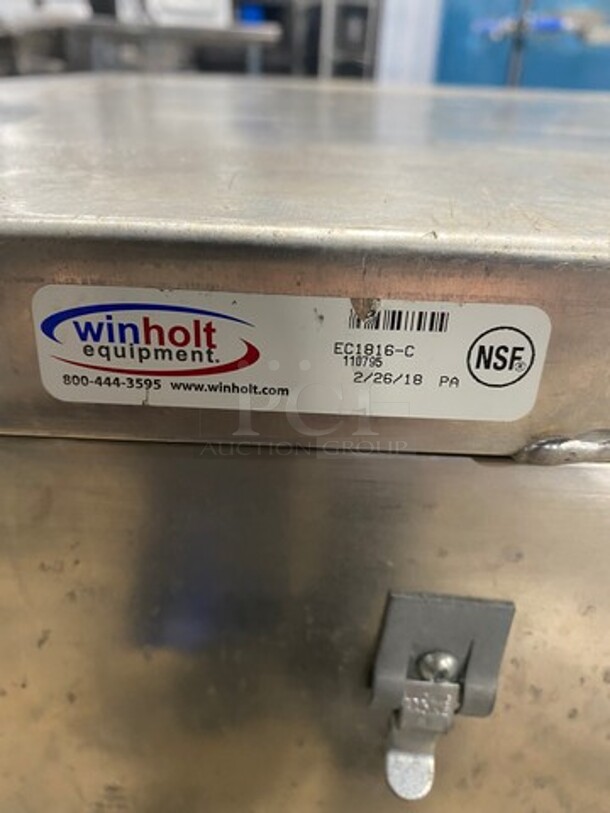 winholt
equipment.
800-444-3595 www.winholt.com
EC1816-C
110795
2/26/18 PA
NSF®
PCI
AUCTION GROUP